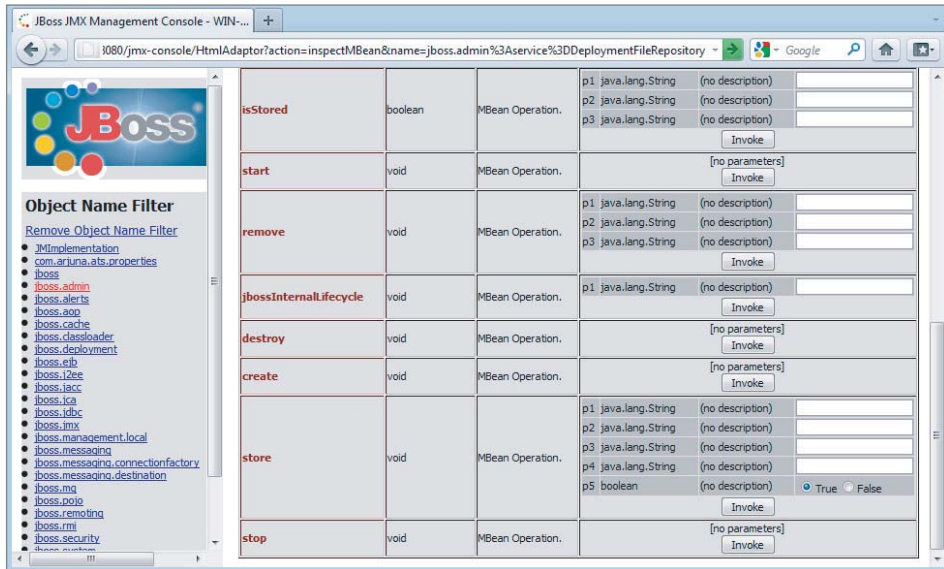 JBoss JMX Management Console - WIN-...
8080/jmx-console/HtmlAdaptor?action=inspectMBean&name=jboss.admin%3Aservice%3DDeploymentFileRepository
Google
JBoss
Object Name Filter
Remove Object Name Filter
JMImplementation
com.arjuna.ats.properties
jboss
jboss.admin
jboss.alerts
jboss.aop
jboss.cache
jboss.classloader
jboss.deployment
jboss.ejb
jboss.j2ee
jboss.jacc
jboss.jca
jboss.jdbc
jboss.jmx
jboss.management.local
jboss.messaging
jboss.messaging.connectionfactory
jboss.messaging.destination
jboss.mq
jboss.pojo
jboss.remoting
jboss.rmi
jboss.security
jboss.system
isStored boolean MBean Operation.
p1 java.lang.String (no description)
p2 java.lang.String (no description)
p3 java.lang.String (no description)
Invoke
start void MBean Operation.
[no parameters]
Invoke
remove void MBean Operation.
p1 java.lang.String (no description)
p2 java.lang.String (no description)
p3 java.lang.String (no description)
Invoke
jbossInternalLifecycle void MBean Operation.
p1 java.lang.String (no description)
Invoke
destroy void MBean Operation.
[no parameters]
Invoke
create void MBean Operation.
[no parameters]
Invoke
store void MBean Operation.
p1 java.lang.String (no description)
p2 java.lang.String (no description)
p3 java.lang.String (no description)
p4 java.lang.String (no description)
p5 boolean (no description) True False
Invoke
stop void MBean Operation.
[no parameters]
Invoke